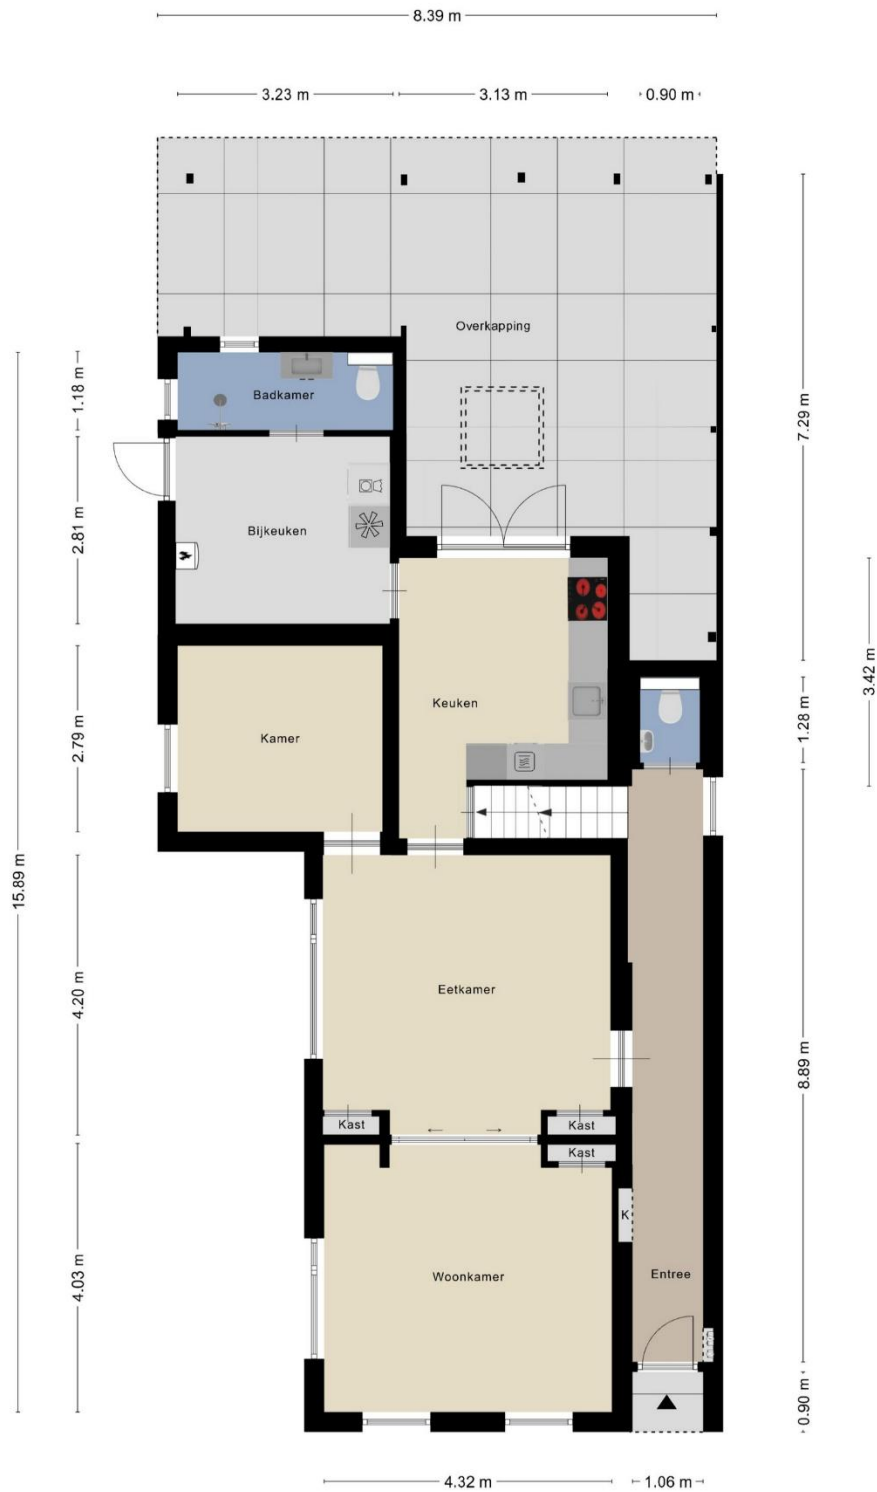 8.39 m
3.23 m
3.13 m
0.90 m
Overkapping
1.18 m
Badkamer
7.29 m
2.81 m
Bijkeuken
3.42 m
Keuken
1.28 m
2.79 m
Kamer
15.89 m
4.20 m
Eetkamer
8.89 m
Kast
Kast
Kast
K
4.03 m
Woonkamer
Entree
0.90 m
4.32 m
1.06 m